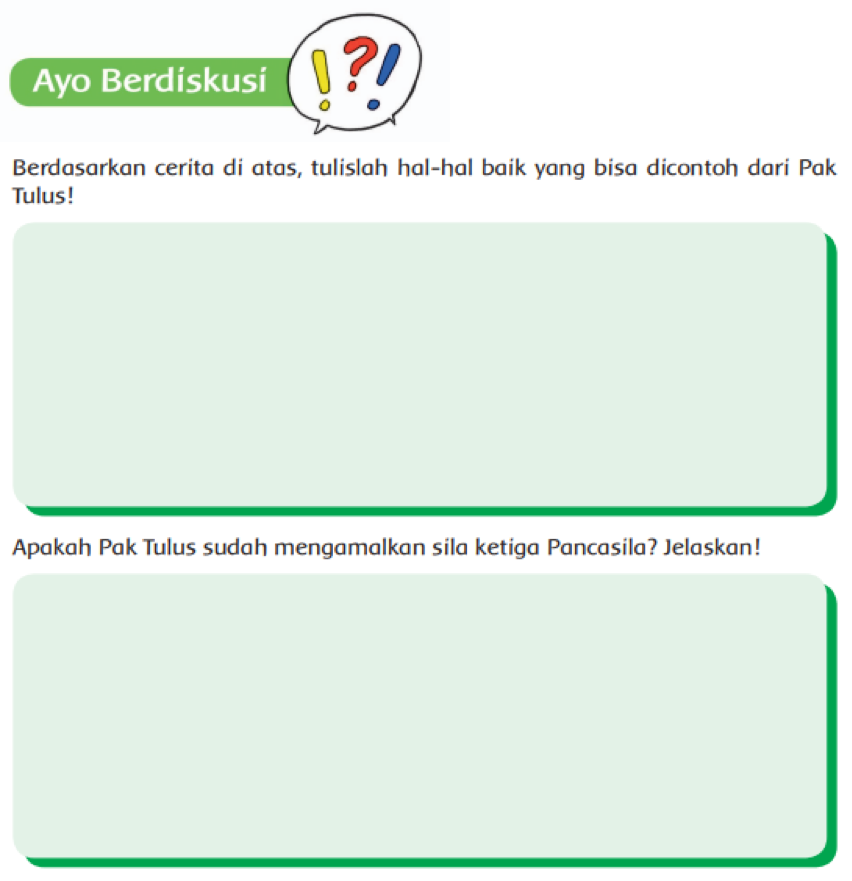 Ayo Berdiskusi
!?!
Berdasarkan cerita di atas, tulislah hal-hal baik yang bisa dicontoh dari Pak
Tulus!
Apakah Pak Tulus sudah mengamalkan sila ketiga Pancasila? Jelaskan!